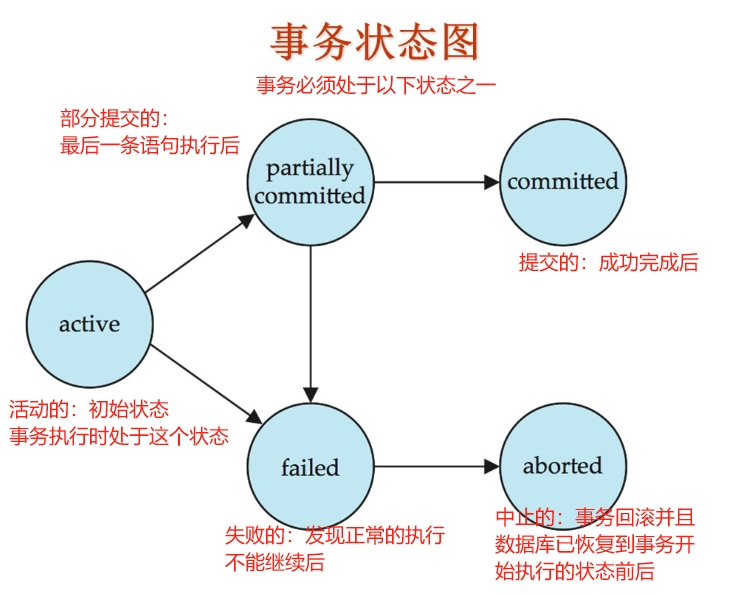 事务状态图
事务必须处于以下状态之一
部分提交的：
最后一条语句执行后
partially
committed
committed
提交的：成功完成后
active
活动的：初始状态
事务执行时处于这个状态
failed
失败的：发现正常的执行
不能继续后
aborted
中止的：事务回滚并且
数据库已恢复到事务开
始执行的状态前后